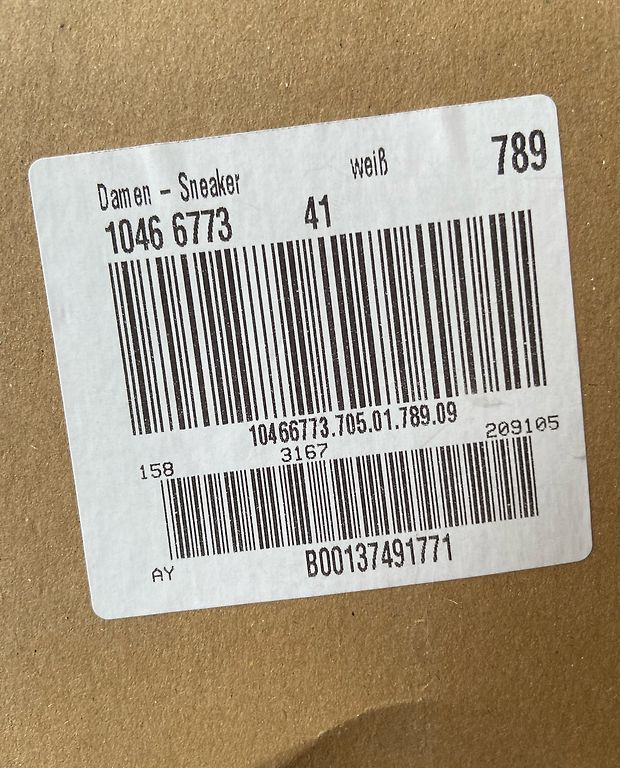 Damen - Sneaker weiß 789
1046 6773 41
10466773.705.01.789.09
158 3167 209105
AY B00137491771